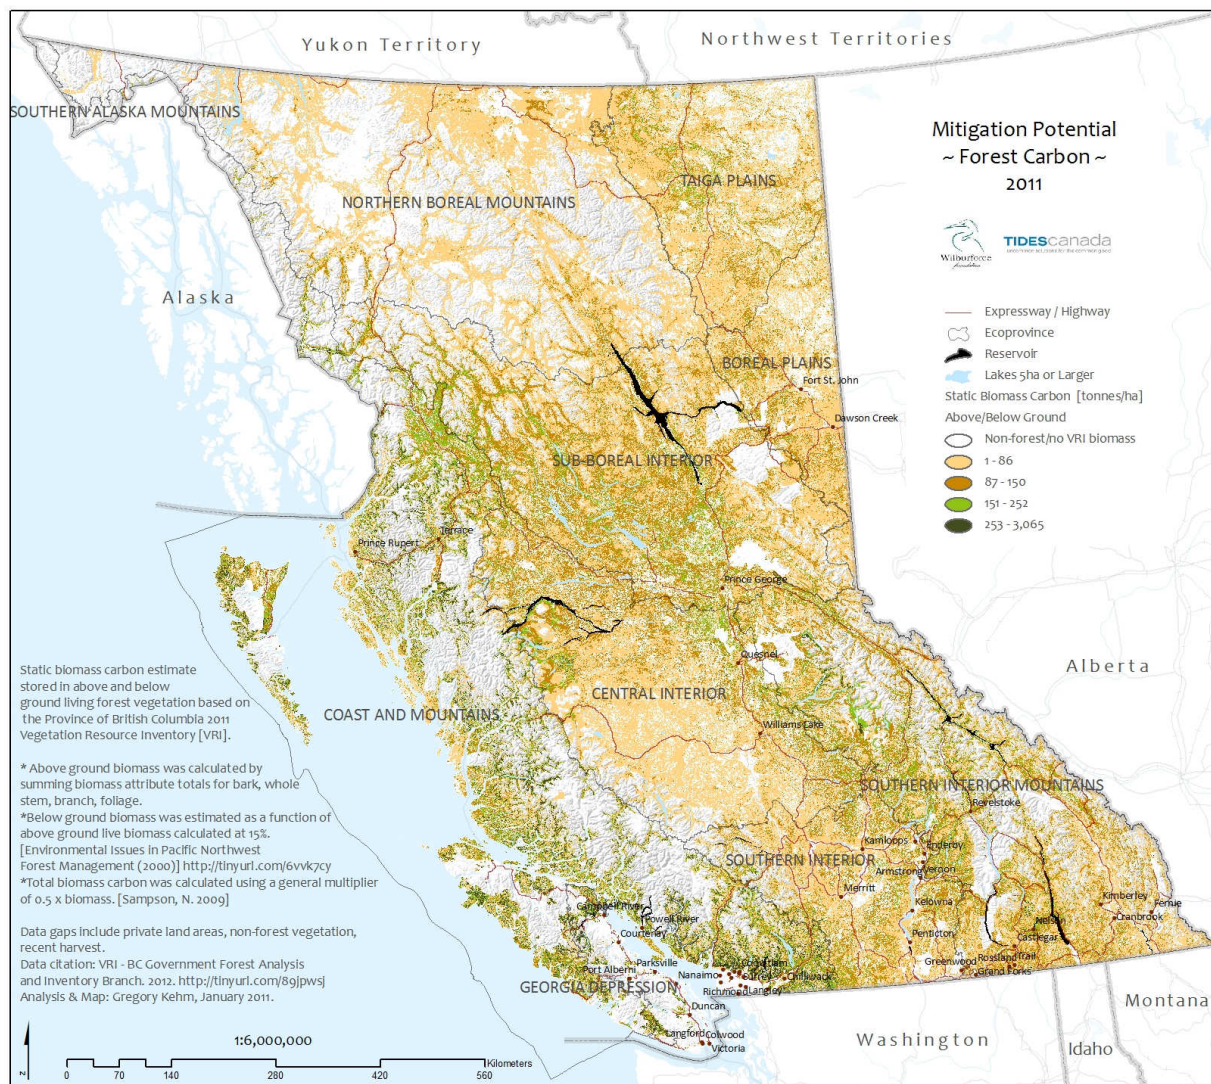 Yukon Territory
Northwest Territories
SOUTHERN ALASKA MOUNTAINS
Mitigation Potential
~ Forest Carbon ~
2011
TAIGA PLAINS
NORTHERN BOREAL MOUNTAINS
Wilburforce
foundation
TIDESCANADA
Alaska
Expressway / Highway
Ecoprovince
Reservoir
Lakes 5ha or Larger
Static Biomass Carbon [tonnes/ha]
Above/Below Ground
Non-forest/no VRI biomass
1 - 86
87 - 150
151 - 252
253 - 3,065
BOREAL PLAINS
Fort St. John
Dawson Creek
SUB-BOREAL INTERIOR
Terrace
Prince Rupert
Prince George
Quesnel
Alberta
CENTRAL INTERIOR
COAST AND MOUNTAINS
Williams Lake
Static biomass carbon estimate
stored in above and below
ground living forest vegetation based on
the Province of British Columbia 2011
Vegetation Resource Inventory [VRI].
* Above ground biomass was calculated by
summing biomass attribute totals for bark, whole
stem, branch, foliage.
*Below ground biomass was estimated as a function of
above ground live biomass calculated at 15%.
[Environmental Issues in Pacific Northwest
Forest Management (2000)] http://tinyurl.com/6vvk7cy
*Total biomass carbon was calculated using a general multiplier
of 0.5 x biomass. [Sampson, N. 2009]
Data gaps include private land areas, non-forest vegetation,
recent harvest.
Data citation: VRI - BC Government Forest Analysis
and Inventory Branch. 2012. http://tinyurl.com/89jpwsj
Analysis & Map: Gregory Kehm, January 2011.
SOUTHERN INTERIOR MOUNTAINS
Revelstoke
Kamloops
Enderby
SOUTHERN INTERIOR
Armstrong
Vernon
Merritt
Kelowna
Kimberley
Fernie
Cranbrook
Campbell River
Powell River
Courtenay
Penticton
Nelson
Castlegar
Parksville
Port Alberni
Nanaimo
Coquitlam
Surrey
Chilliwack
Greenwood
Rossland
Trail
Grand Forks
GEORGIA DEPRESSION
Richmond
Langley
Duncan
Montana
Langford
Colwood
Victoria
Washington
Idaho
1:6,000,000
Kilometers
0 70 140 280 420 560
N